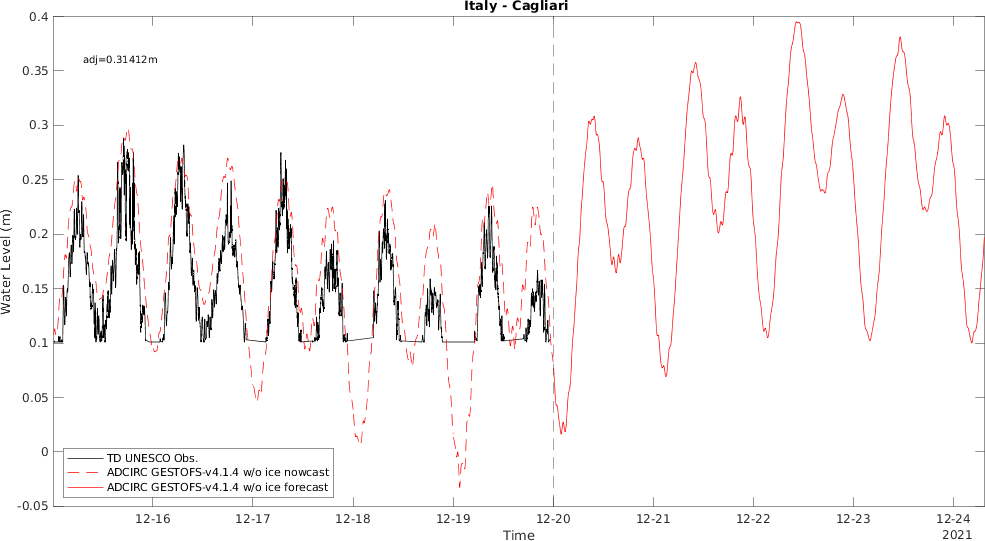 Italy - Cagliari
adj=0.31412m
0.4
0.35
0.3
0.25
0.2
0.15
0.1
0.05
0
-0.05
Water Level (m)
TD UNESCO Obs.
ADCIRC GESTOFS-v4.1.4 w/o ice nowcast
ADCIRC GESTOFS-v4.1.4 w/o ice forecast
12-16 12-17 12-18 12-19 12-20 12-21 12-22 12-23 12-24
Time
2021